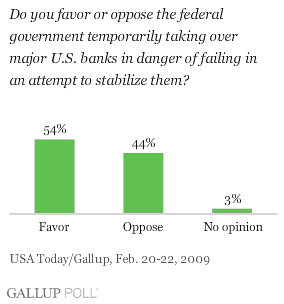 Do you favor or oppose the federal
government temporarily taking over
major U.S. banks in danger of failing in
an attempt to stabilize them?
54%
44%
3%
Favor Oppose No opinion
USA Today/Gallup, Feb. 20-22, 2009
GALLUP POLL